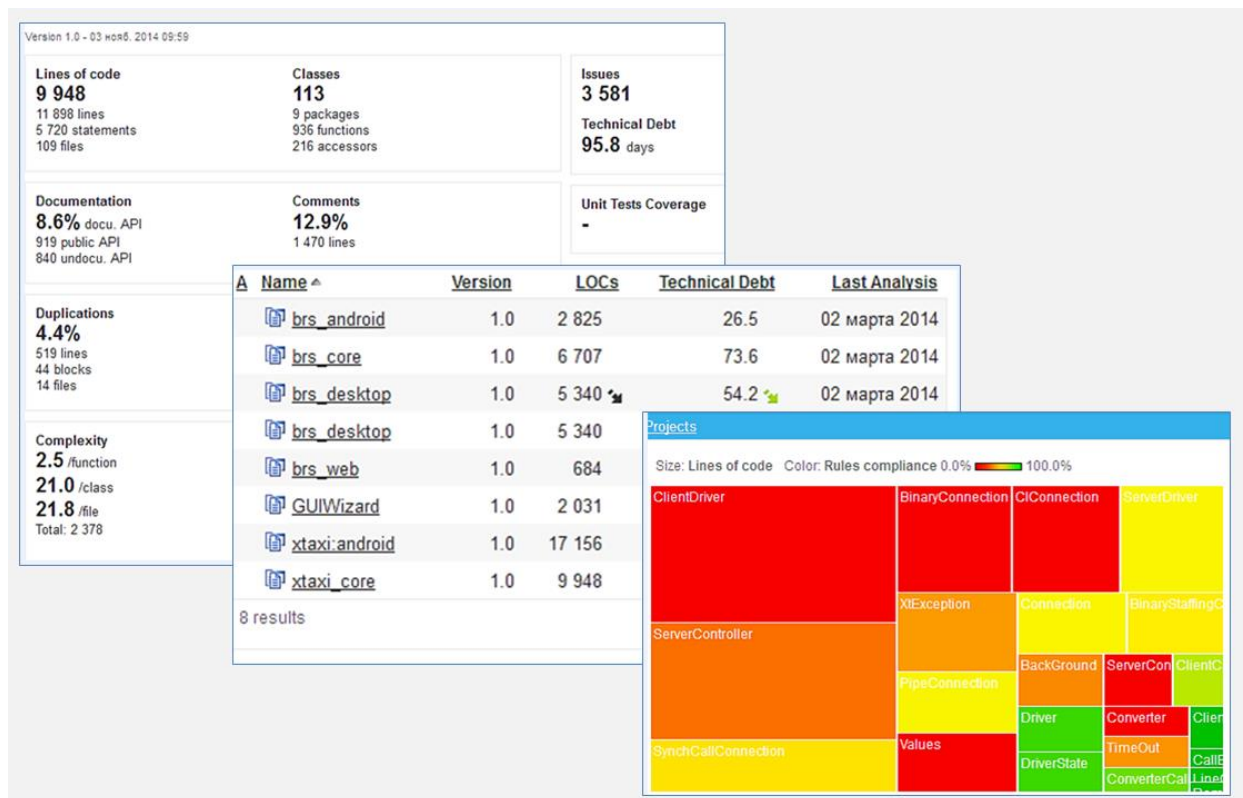 Version 1.0 - 03 нояб. 2014 09:59
Lines of code
9 948
11 898 lines
5 720 statements
109 files
Classes
113
9 packages
936 functions
216 accessors
Issues
3 581
Technical Debt
95.8 days
Documentation
8.6% docu. API
919 public API
840 undocu. API
Comments
12.9%
1 470 lines
Unit Tests Coverage
-
Duplications
4.4%
519 lines
44 blocks
14 files
Complexity
2.5 /function
21.0 /class
21.8 /file
Total: 2 378
A Name Version LOCs Technical Debt Last Analysis
brs_android 1.0 2 825 26.5 02 марта 2014
brs_core 1.0 6 707 73.6 02 марта 2014
brs_desktop 1.0 5 340 54.2 02 марта 2014
brs_desktop 1.0 5 340
brs_web 1.0 684
GUIWizard 1.0 2 031
xtaxi:android 1.0 17 156
xtaxi_core 1.0 9 948
8 results
Projects
Size: Lines of code Color: Rules compliance 0.0% 100.0%
ClientDriver
BinaryConnection
CIConnection
ServerDriver
XtException
Connection
BinaryStaffingC
ServerController
BackGround
ServerCon
ClientC
PipeConnection
Driver
Converter
Clien
SynchCallConnection
Values
TimeOut
DriverState
CallE
ConverterCal